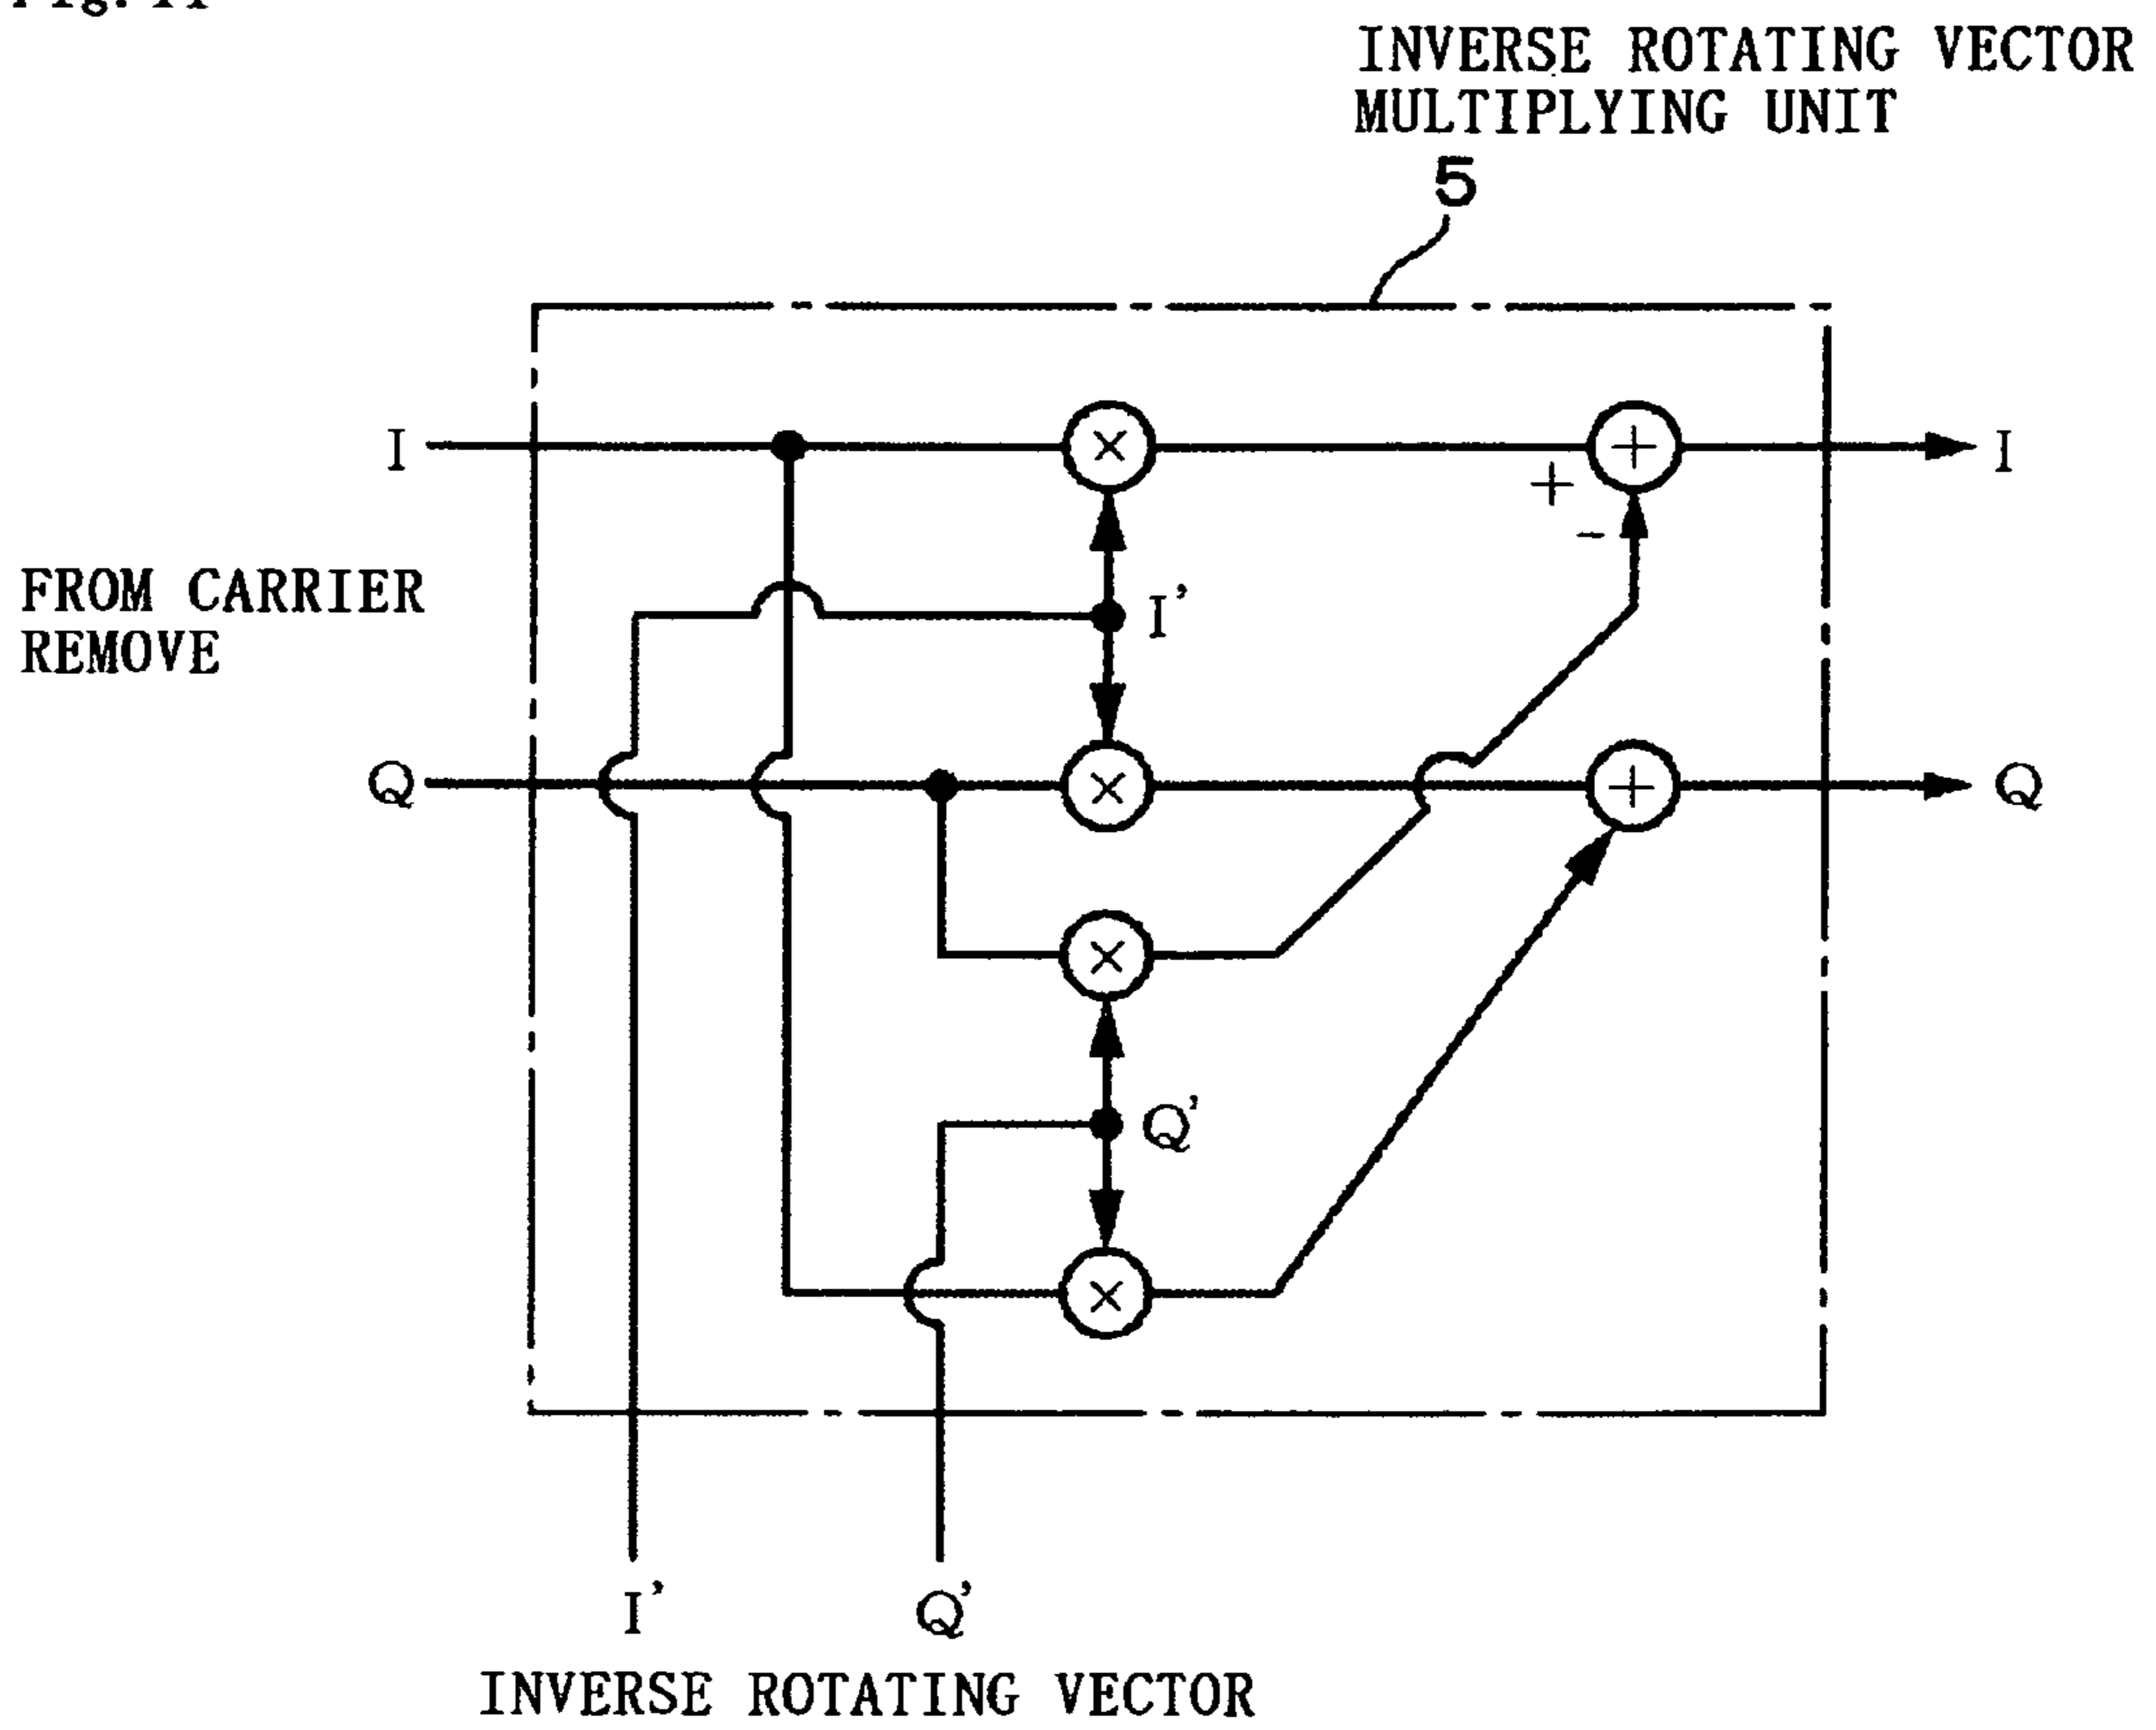 INVERSE ROTATING VECTOR
MULTIPLYING UNIT
5
I
×
+
I
+
-
FROM CARRIER
REMOVE
I'
Q
×
+
Q
×
Q'
×
I'
Q'
INVERSE ROTATING VECTOR